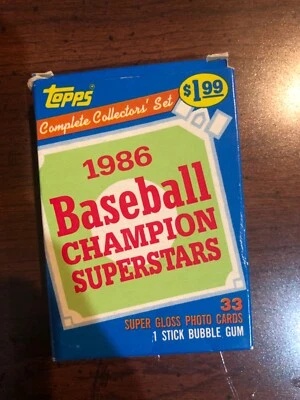 TOPPS
Complete Collectors' Set
$1.99
1986
Baseball
CHAMPION
SUPERSTARS
33
SUPER GLOSS PHOTO CARDS
1 STICK BUBBLE GUM